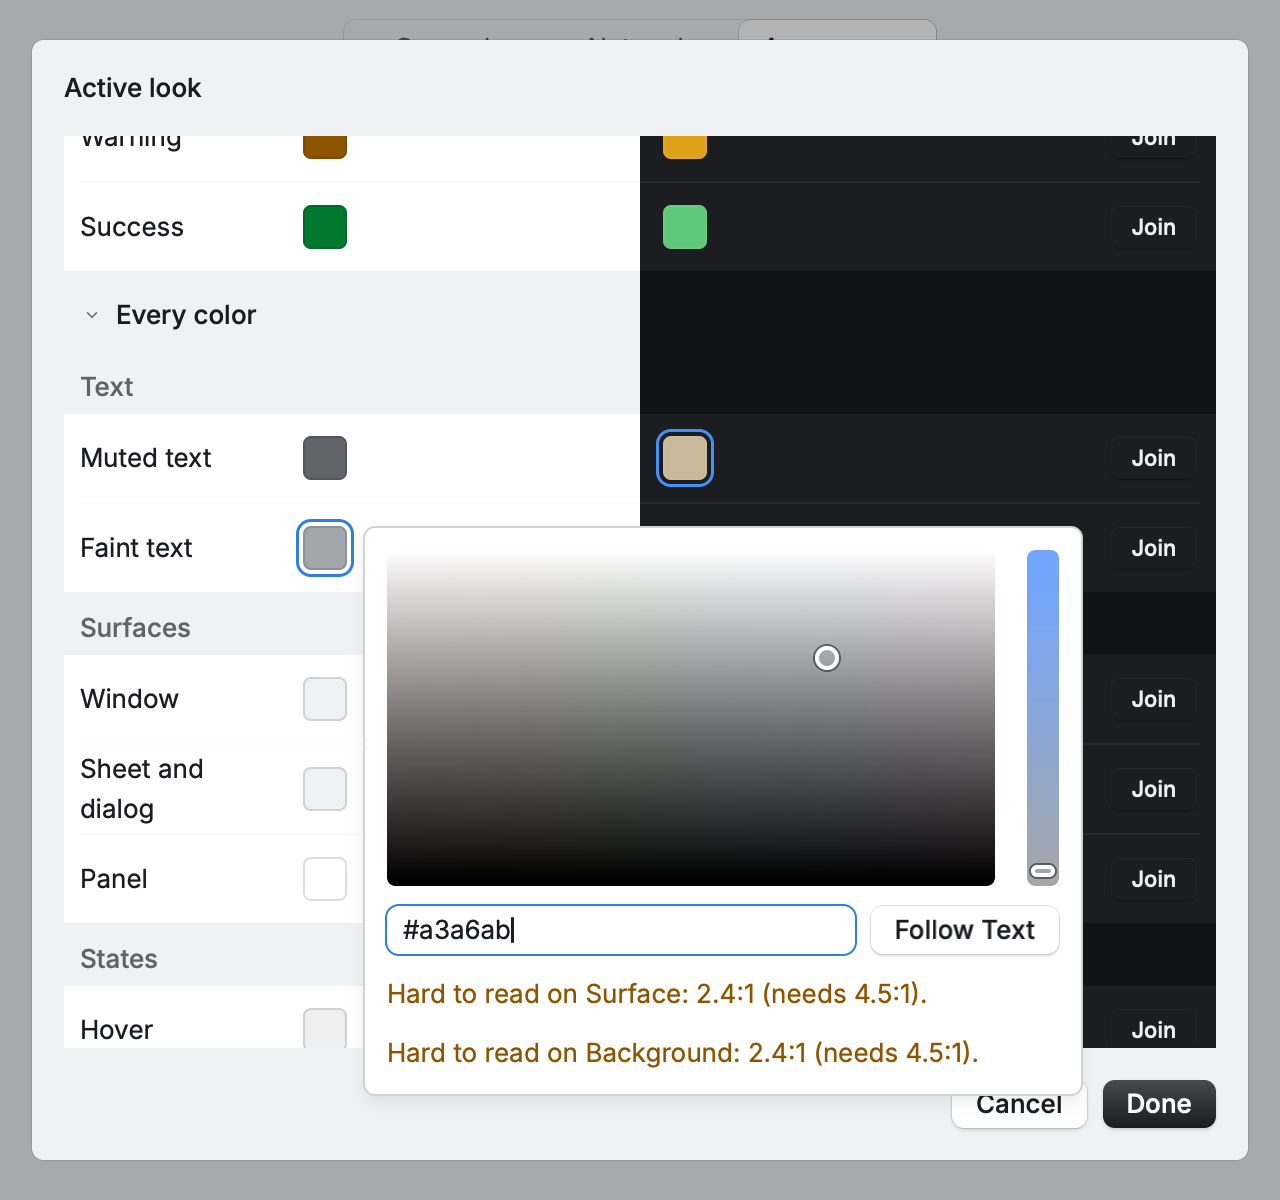 Active look
Warning
Join
Success
Join
Every color
Text
Muted text
Join
Faint text
Join
Surfaces
Window
Join
Sheet and
dialog
Join
Panel
Join
#a3a6ab
Follow Text
States
Hard to read on Surface: 2.4:1 (needs 4.5:1).
Hover
Join
Hard to read on Background: 2.4:1 (needs 4.5:1).
Cancel
Done